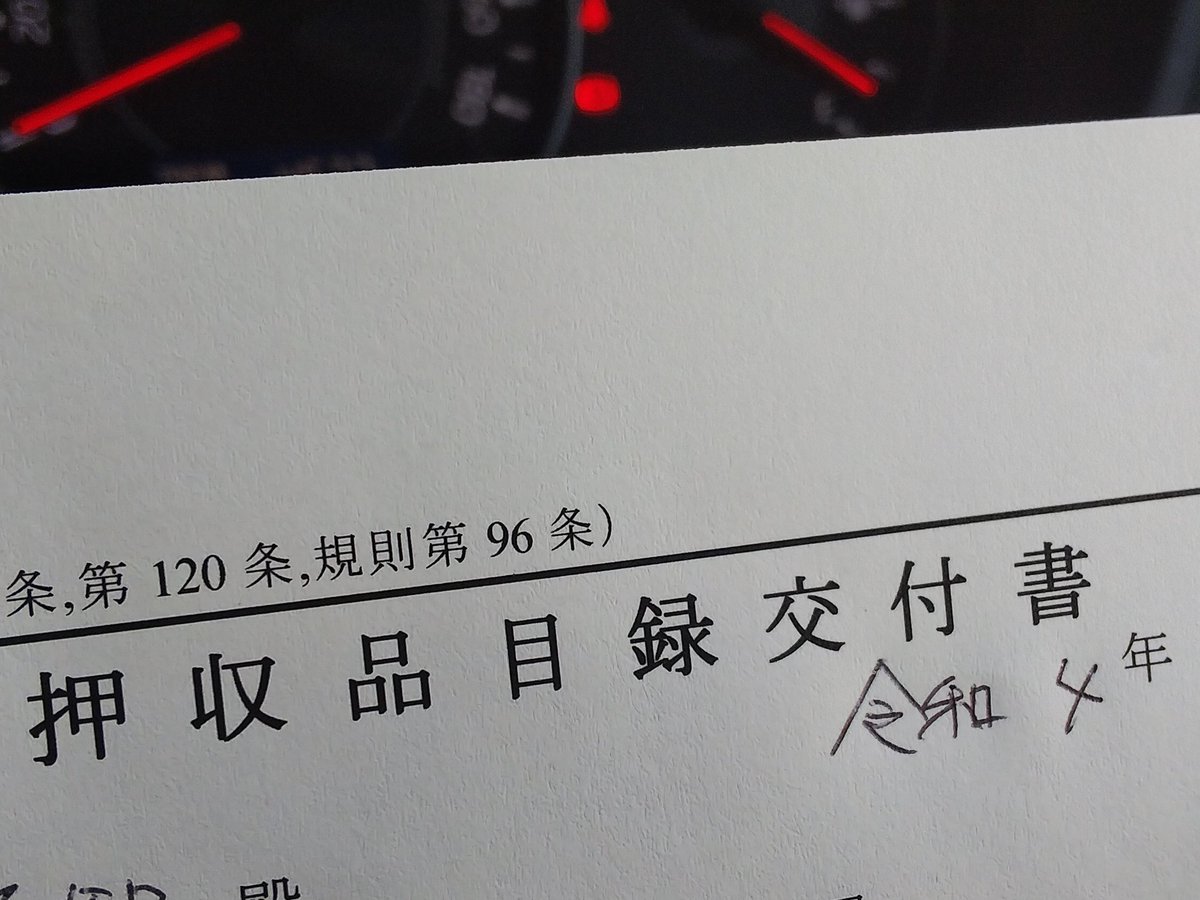 条,第 120 条,規則第 96 条)
押収品目録交付書
令和 4 年
殿